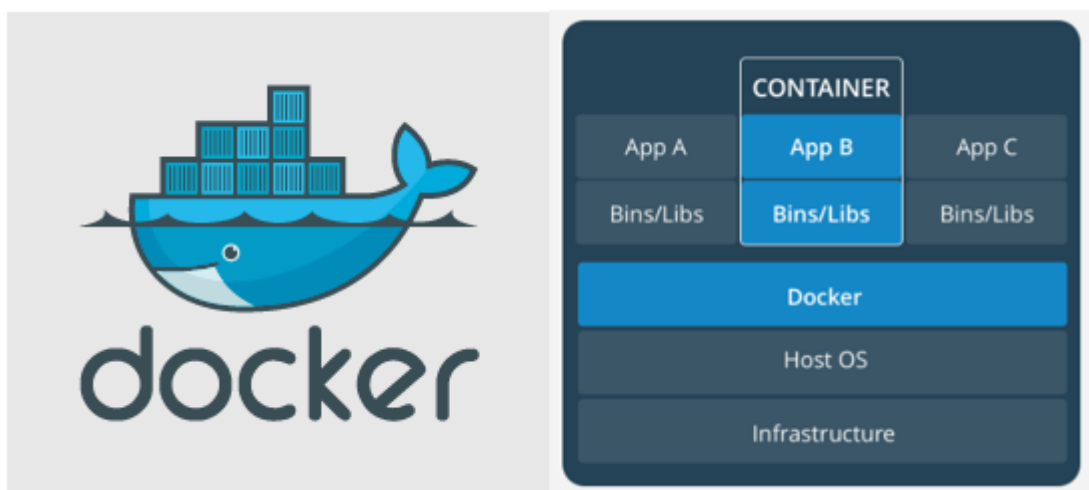 docker
CONTAINER
App A App B App C
Bins/Libs Bins/Libs Bins/Libs
Docker
Host OS
Infrastructure